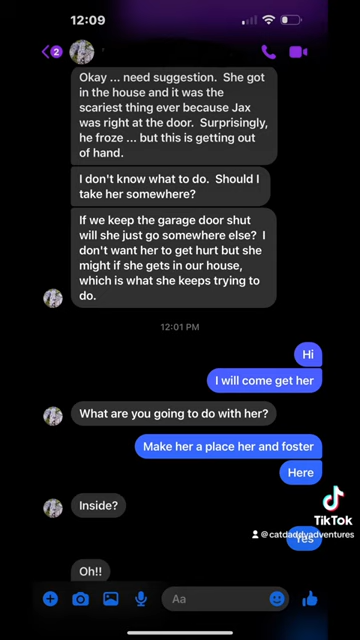 12:09
2
Okay ... need suggestion. She got
in the house and it was the
scariest thing ever because Jax
was right at the door. Surprisingly,
he froze ... but this is getting out
of hand.
I don't know what to do. Should I
take her somewhere?
If we keep the garage door shut
will she just go somewhere else? I
don't want her to get hurt but she
might if she gets in our house,
which is what she keeps trying to
do.
12:01 PM
Hi
I will come get her
What are you going to do with her?
Make her a place her and foster
Here
Inside?
TikTok
@catdaddyadventures
Yes
Oh!!
Aa